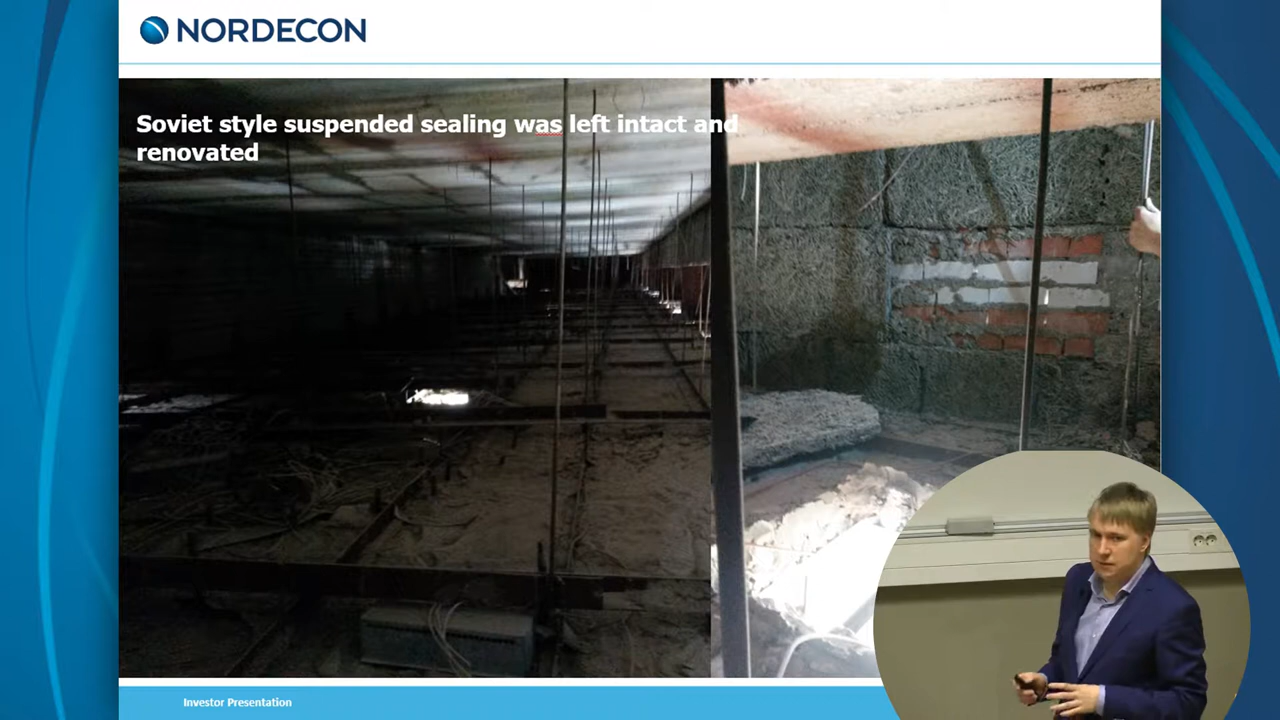 NORDECON
Soviet style suspended sealing was left intact and
renovated
Investor Presentation